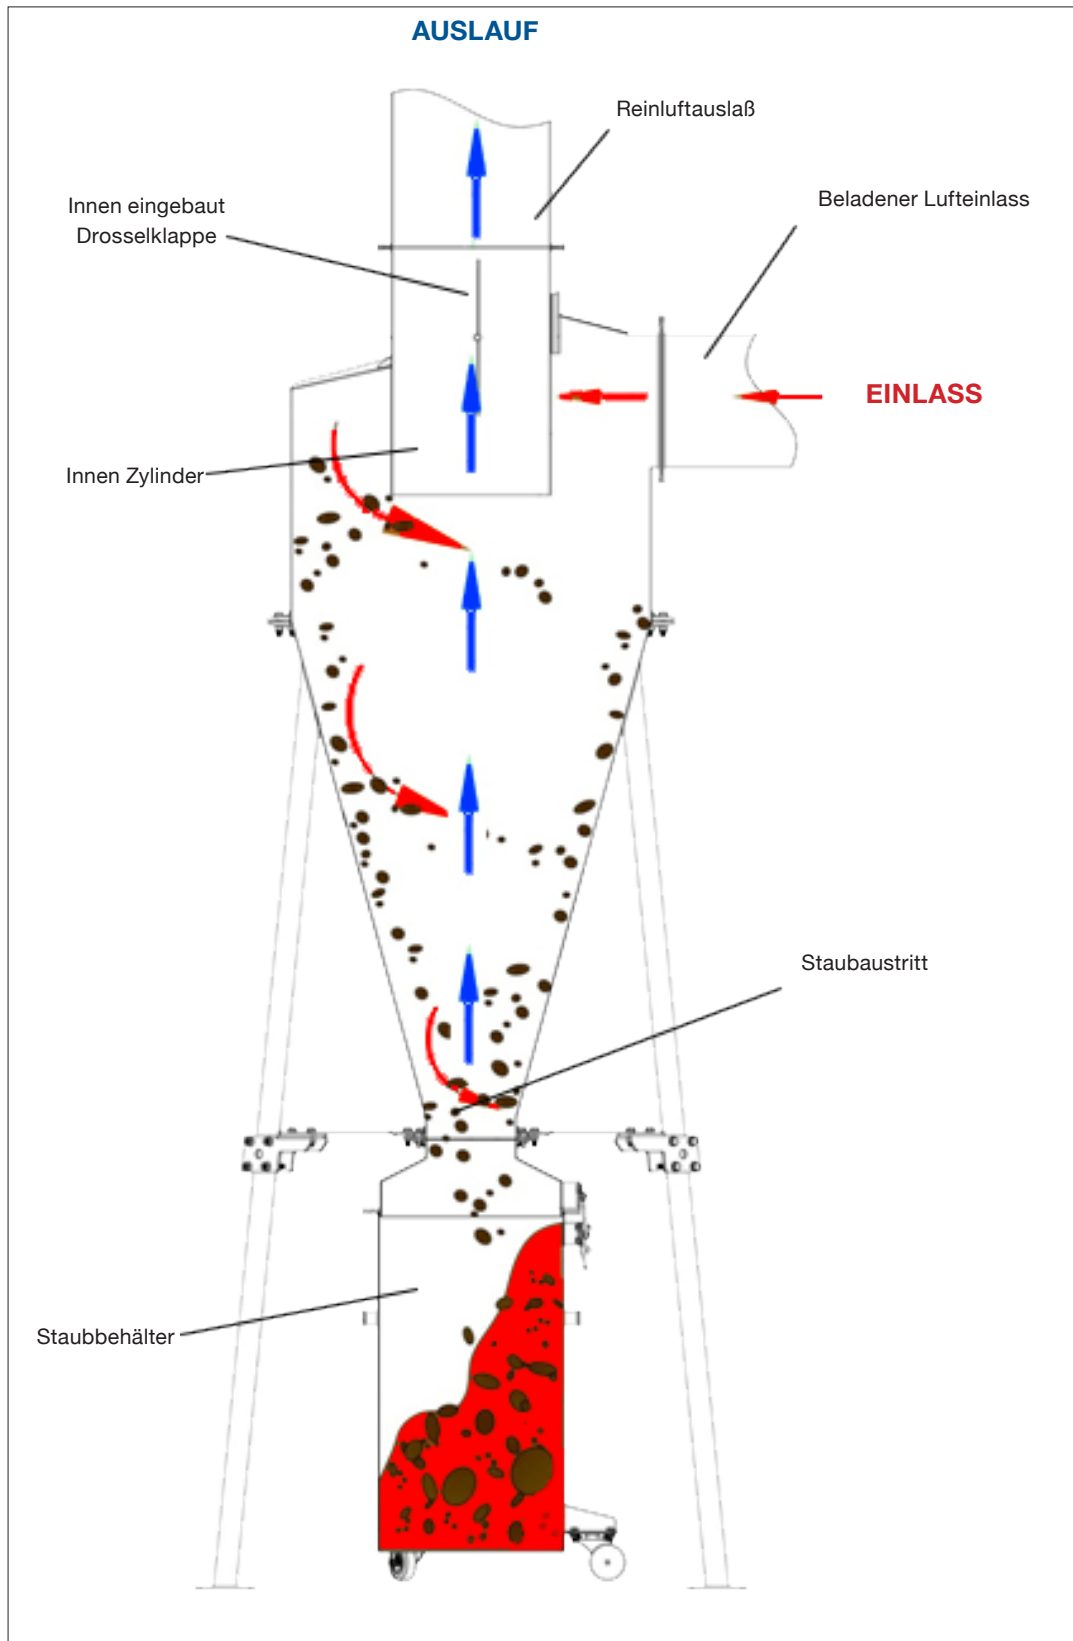 AUSLAUF
Reinluftauslaß
Beladener Lufteinlass
Innen eingebaut
Drosselklappe
EINLASS
Innen Zylinder
Staubaustritt
Staubbehälter